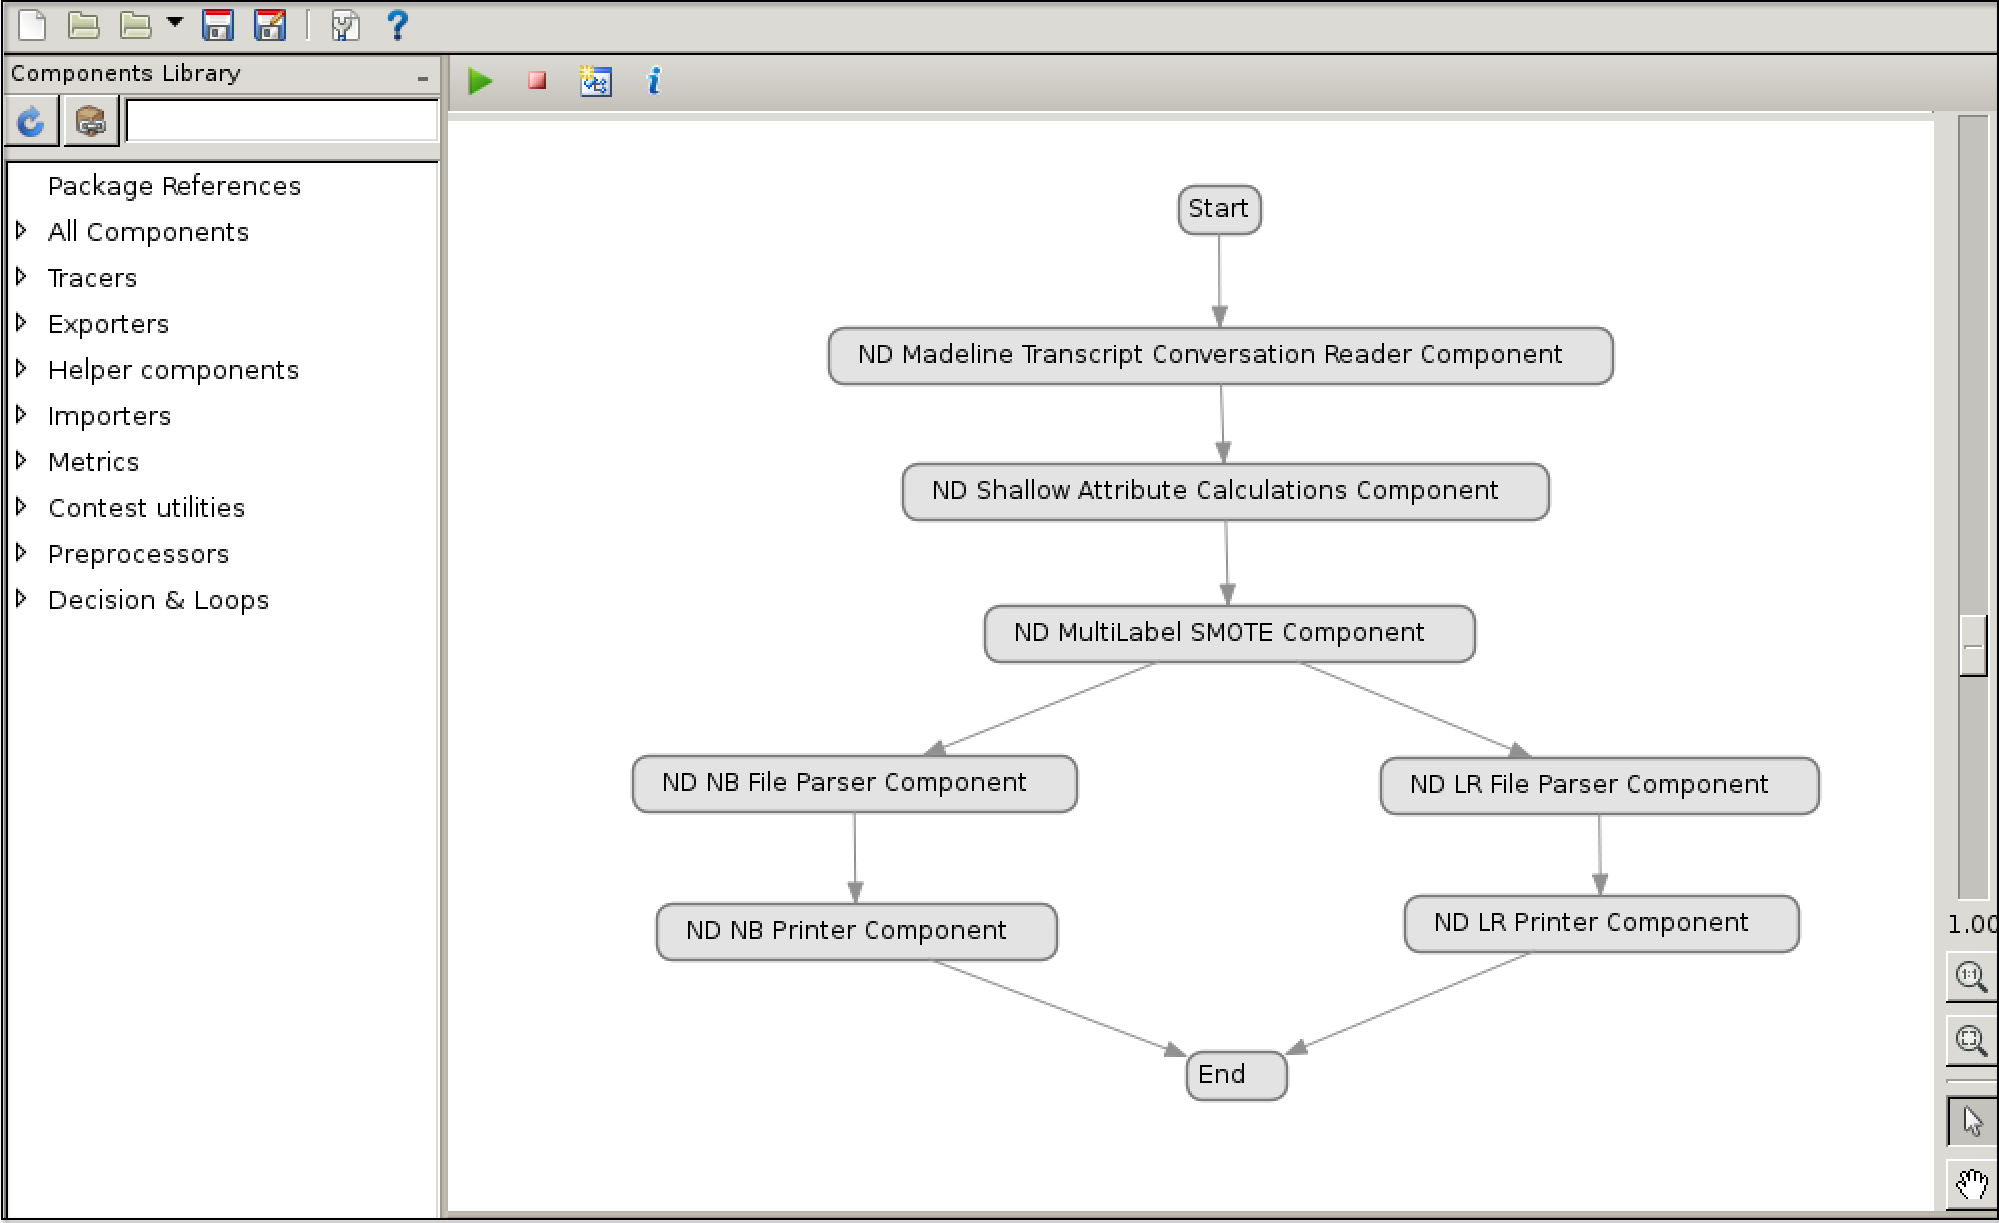 Components Library
Package References
All Components
Tracers
Exporters
Helper components
Importers
Metrics
Contest utilities
Preprocessors
Decision & Loops
Start
ND Madeline Transcript Conversation Reader Component
ND Shallow Attribute Calculations Component
ND MultiLabel SMOTE Component
ND NB File Parser Component
ND LR File Parser Component
ND NB Printer Component
ND LR Printer Component
End
1.00
1:1